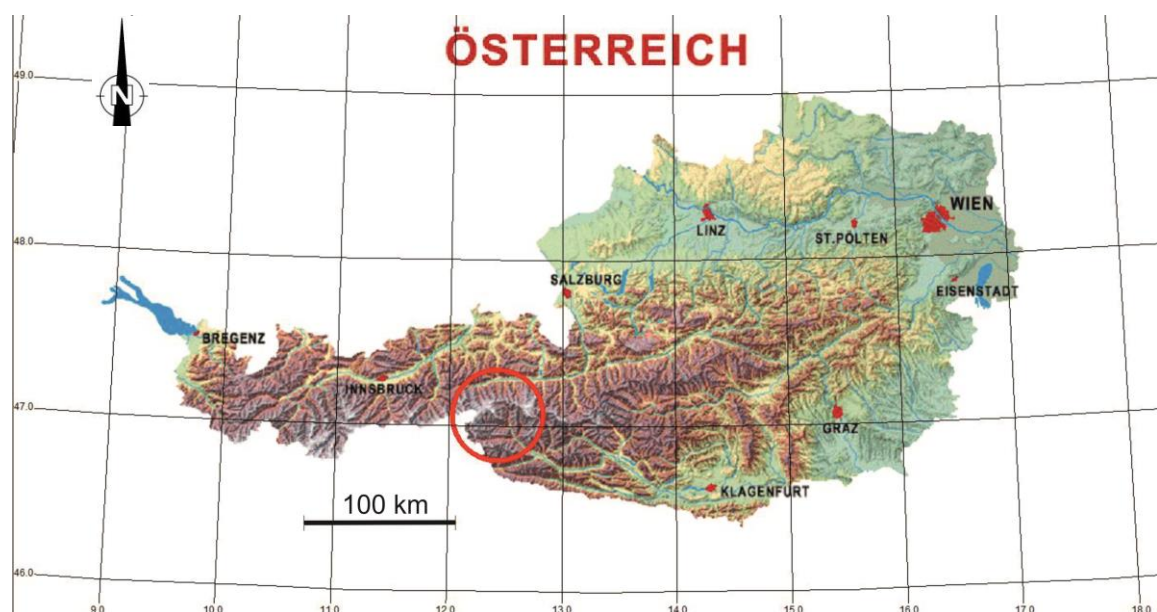 ÖSTERREICH
49.0
N
WIEN
LINZ
ST.PÖLTEN
48.0
SALZBURG
EISENSTADT
BREGENZ
INNSBRUCK
47.0
GRAZ
KLAGENFURT
100 km
46.0
9.0 10.0 11.0 12.0 13.0 14.0 15.0 16.0 17.0 18.0